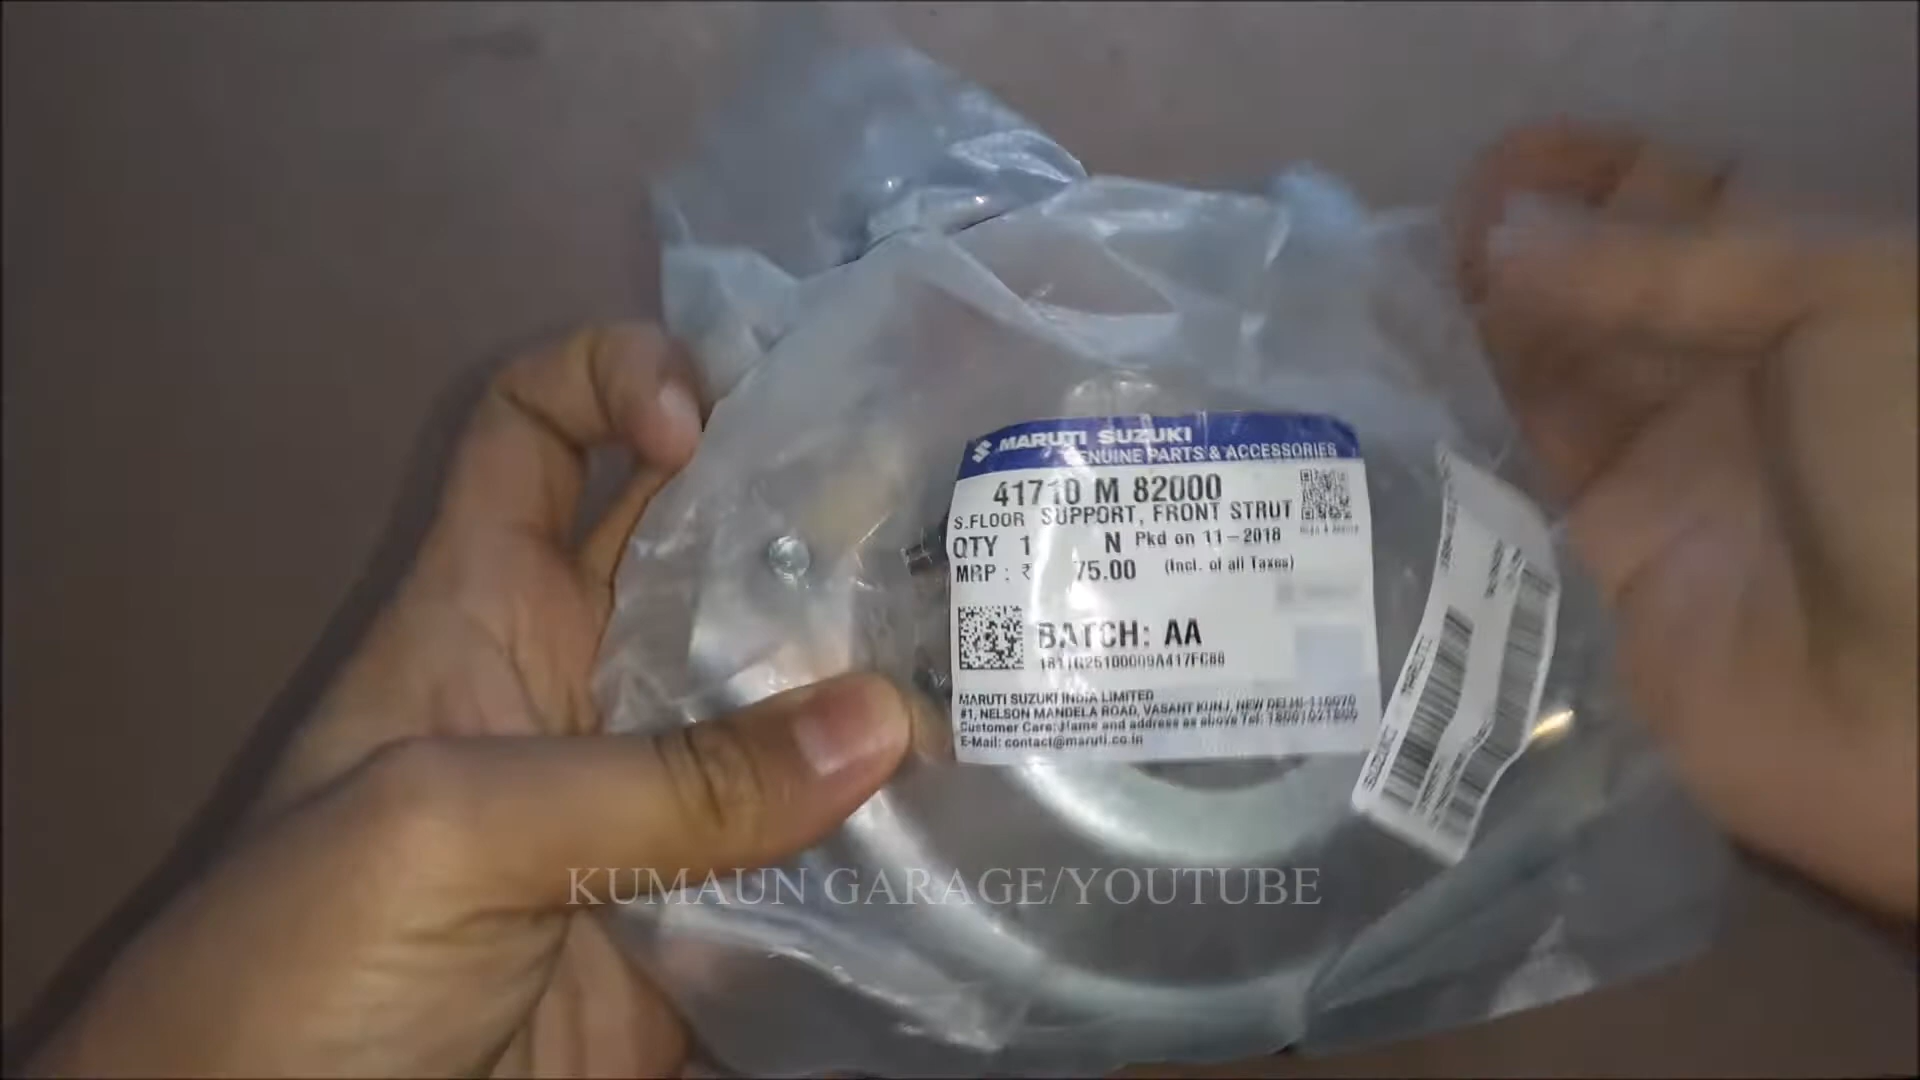 MARUTI SUZUKI
GENUINE PARTS & ACCESSORIES
41710 M 82000
S.FLOOR SUPPORT, FRONT STRUT
QTY 1 N Pkd on 11-2018
MRP : ₹ 75.00 (Incl. of all Taxes)
BATCH: AA
MARUTI SUZUKI INDIA LIMITED
#1, NELSON MANDELA ROAD, VASANT KUNJ, NEW DELHI-110070
Customer Care: Name and address as above Tel:
E-Mail: contact@maruti.co.in
KUMAUN GARAGE/YOUTUBE